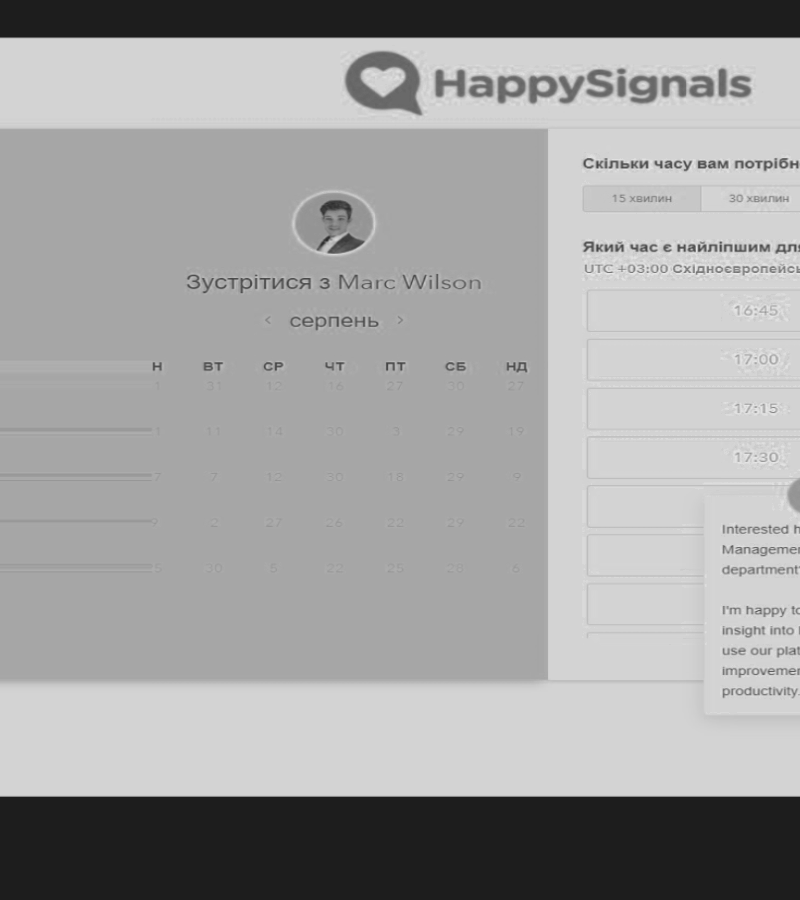 HappySignals
Зустрітися з Marc Wilson
< серпень >
Н ВТ СР ЧТ ПТ СБ НД
1 31 12 16 27 30 27
1 11 14 30 3 29 19
7 7 12 30 18 29 9
9 2 27 26 22 29 22
5 30 8 22 25 28 6
Скільки часу вам потрібн
15 хвилин 30 хвилин
Який час є найліпшим для
UTC +03:00 Східноєвропейсь
16:45
17:00
17:15
17:30
Interested h
Managemen
department'
I'm happy to
insight into
use our plat
improvemen
productivity.